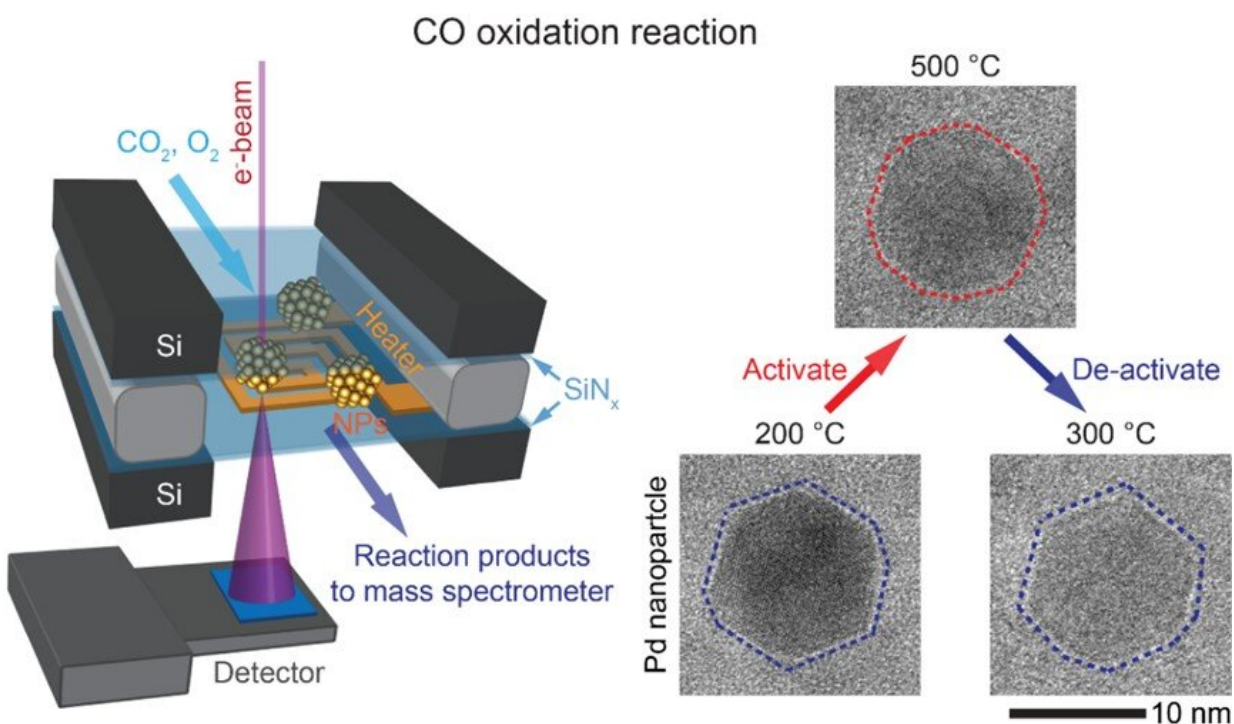 CO oxidation reaction
CO₂, O₂
e⁻-beam
Si
Si
Heater
NPs
SiNₓ
Reaction products
to mass spectrometer
Detector
500 °C
Activate
De-activate
200 °C
300 °C
Pd nanopartcle
10 nm